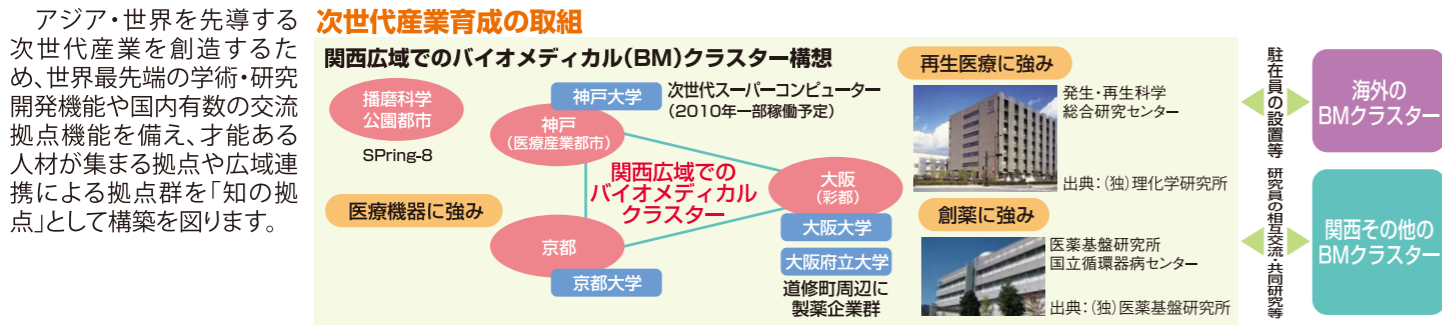 アジア・世界を先導する
次世代産業を創造するた
め、世界最先端の学術・研究
開発機能や国内有数の交流
拠点機能を備え、才能ある
人材が集まる拠点や広域連
携による拠点群を「知の拠
点」として構築を図ります。
次世代産業育成の取組
関西広域でのバイオメディカル(BM)クラスター構想
播磨科学
公園都市
SPring-8
神戸大学
神戸
(医療産業都市)
次世代スーパーコンピューター
(2010年一部稼働予定)
関西広域での
バイオメディカル
クラスター
医療機器に強み
京都
京都大学
大阪
(彩都)
大阪大学
大阪府立大学
道修町周辺に
製薬企業群
再生医療に強み
発生・再生科学
総合研究センター
出典:(独)理化学研究所
創薬に強み
医薬基盤研究所
国立循環器病センター
出典:(独)医薬基盤研究所
駐在員の設置等
海外の
BMクラスター
研究員の相互交流・共同研究等
関西その他の
BMクラスター